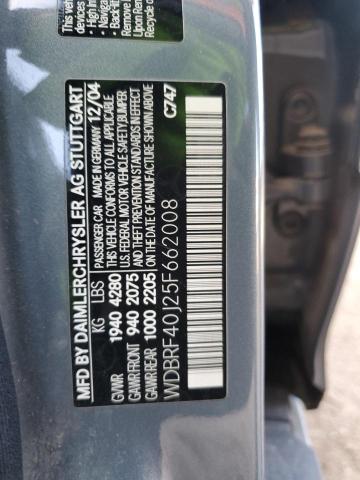 MFD BY DAIMLERCHRYSLER AG STUTTGART
PASSENGER CAR MADE IN GERMANY 12/04
KG LBS
THIS VEHICLE CONFORMS TO ALL APPLICABLE
U.S. FEDERAL MOTOR VEHICLE SAFETY/BUMPER
AND THEFT PREVENTION STANDARDS IN EFFECT
ON THE DATE OF MANUFACTURE SHOWN ABOVE
GVWR 1940 4280
GAWR FRONT 940 2075
GAWR REAR 1000 2205
C747
WDBRF40J25F662008
devices